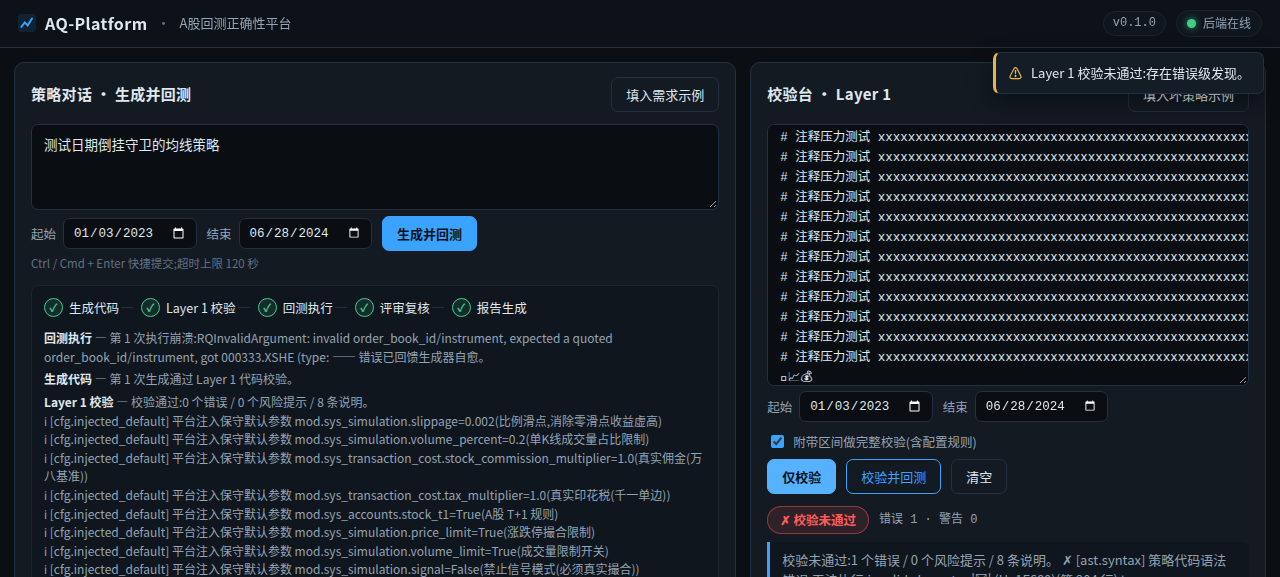 AQ-Platform · A股回测正确性平台
v0.1.0
后端在线
Layer 1 校验未通过:存在错误级发现。
策略对话 · 生成并回测
填入需求示例
测试日期倒挂守卫的均线策略
起始 01/03/2023 结束 06/28/2024 生成并回测
Ctrl / Cmd + Enter 快捷提交;超时上限 120 秒
生成代码 Layer 1 校验 回测执行 评审复核 报告生成
回测执行 — 第 1 次执行崩溃:RQInvalidArgument: invalid order_book_id/instrument, expected a quoted
order_book_id/instrument, got 000333.XSHE (type: —— 错误已回馈生成器自愈。
生成代码 — 第 1 次生成通过 Layer 1 代码校验。
Layer 1 校验 — 校验通过:0 个错误 / 0 个风险提示 / 8 条说明。
i [cfg.injected_default] 平台注入保守默认参数 mod.sys_simulation.slippage=0.002(比例滑点,消除零滑点收益虚高)
i [cfg.injected_default] 平台注入保守默认参数 mod.sys_simulation.volume_percent=0.2(单K线成交量占比限制)
i [cfg.injected_default] 平台注入保守默认参数 mod.sys_transaction_cost.stock_commission_multiplier=1.0(真实佣金(万
八基准))
i [cfg.injected_default] 平台注入保守默认参数 mod.sys_transaction_cost.tax_multiplier=1.0(真实印花税(千一单边))
i [cfg.injected_default] 平台注入保守默认参数 mod.sys_accounts.stock_t1=True(A股 T+1 规则)
i [cfg.injected_default] 平台注入保守默认参数 mod.sys_simulation.price_limit=True(涨跌停撮合限制)
i [cfg.injected_default] 平台注入保守默认参数 mod.sys_simulation.volume_limit=True(成交量限制开关)
i [cfg.injected_default] 平台注入保守默认参数 mod.sys_simulation.signal=False(禁止信号模式(必须真实撮合))
校验台 · Layer 1
填入坏策略示例
# 注释压力测试 xxxxxxxxxxxxxxxxxxxxxxxxxxxxxxxxxxxxxxxxxxxxxxxxxx
# 注释压力测试 xxxxxxxxxxxxxxxxxxxxxxxxxxxxxxxxxxxxxxxxxxxxxxxxxx
# 注释压力测试 xxxxxxxxxxxxxxxxxxxxxxxxxxxxxxxxxxxxxxxxxxxxxxxxxx
# 注释压力测试 xxxxxxxxxxxxxxxxxxxxxxxxxxxxxxxxxxxxxxxxxxxxxxxxxx
# 注释压力测试 xxxxxxxxxxxxxxxxxxxxxxxxxxxxxxxxxxxxxxxxxxxxxxxxxx
# 注释压力测试 xxxxxxxxxxxxxxxxxxxxxxxxxxxxxxxxxxxxxxxxxxxxxxxxxx
# 注释压力测试 xxxxxxxxxxxxxxxxxxxxxxxxxxxxxxxxxxxxxxxxxxxxxxxxxx
# 注释压力测试 xxxxxxxxxxxxxxxxxxxxxxxxxxxxxxxxxxxxxxxxxxxxxxxxxx
# 注释压力测试 xxxxxxxxxxxxxxxxxxxxxxxxxxxxxxxxxxxxxxxxxxxxxxxxxx
# 注释压力测试 xxxxxxxxxxxxxxxxxxxxxxxxxxxxxxxxxxxxxxxxxxxxxxxxxx
# 注释压力测试 xxxxxxxxxxxxxxxxxxxxxxxxxxxxxxxxxxxxxxxxxxxxxxxxxx
# 注释压力测试 xxxxxxxxxxxxxxxxxxxxxxxxxxxxxxxxxxxxxxxxxxxxxxxxxx
📈💰
起始 01/03/2023 结束 06/28/2024
附带区间做完整校验(含配置规则)
仅校验 校验并回测 清空
✗ 校验未通过 错误 1 · 警告 0
校验未通过:1 个错误 / 0 个风险提示 / 8 条说明。 ✗ [ast.syntax] 策略代码语法